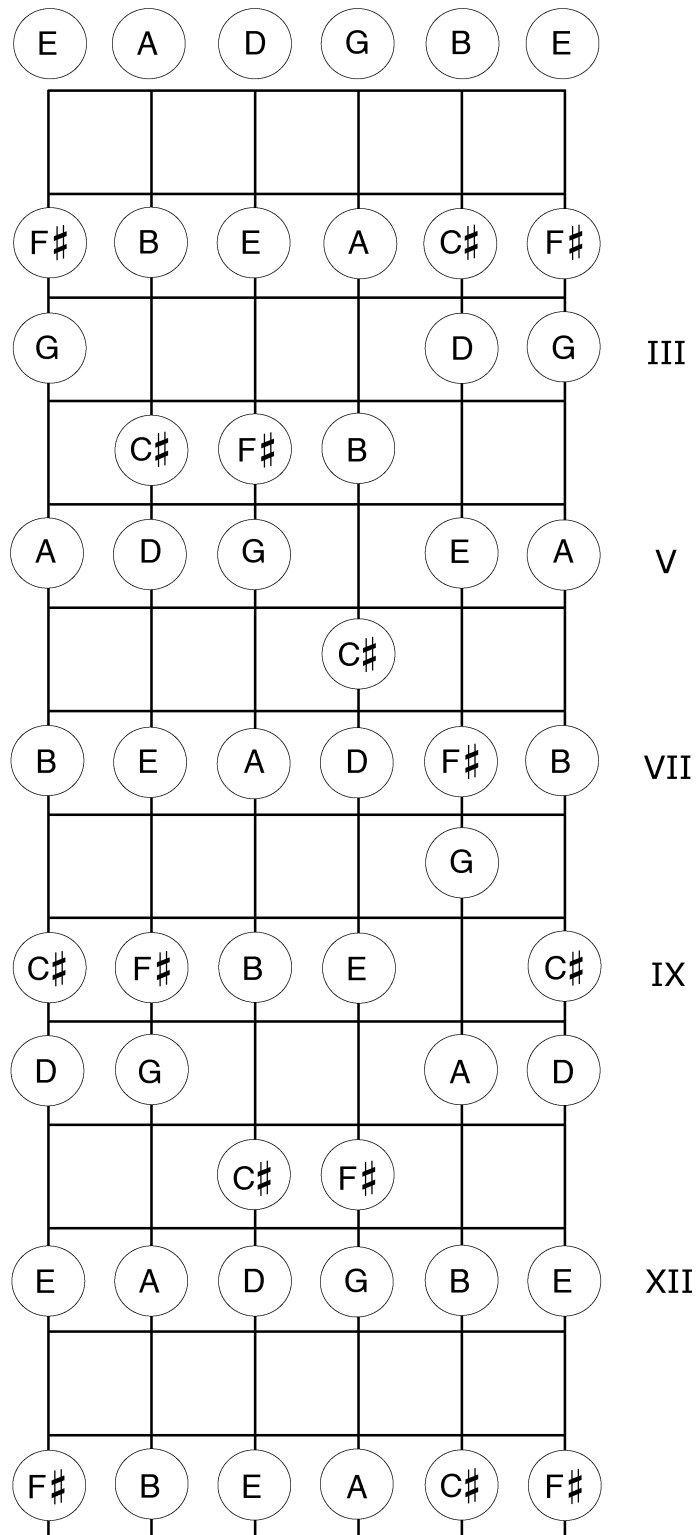 E A D G B E
F♯ B E A C♯ F♯
G D G III
C♯ F♯ B
A D G E A V
C♯
B E A D F♯ B VII
G
C♯ F♯ B E C♯ IX
D G A D
C♯ F♯
E A D G B E XII
F♯ B E A C♯ F♯